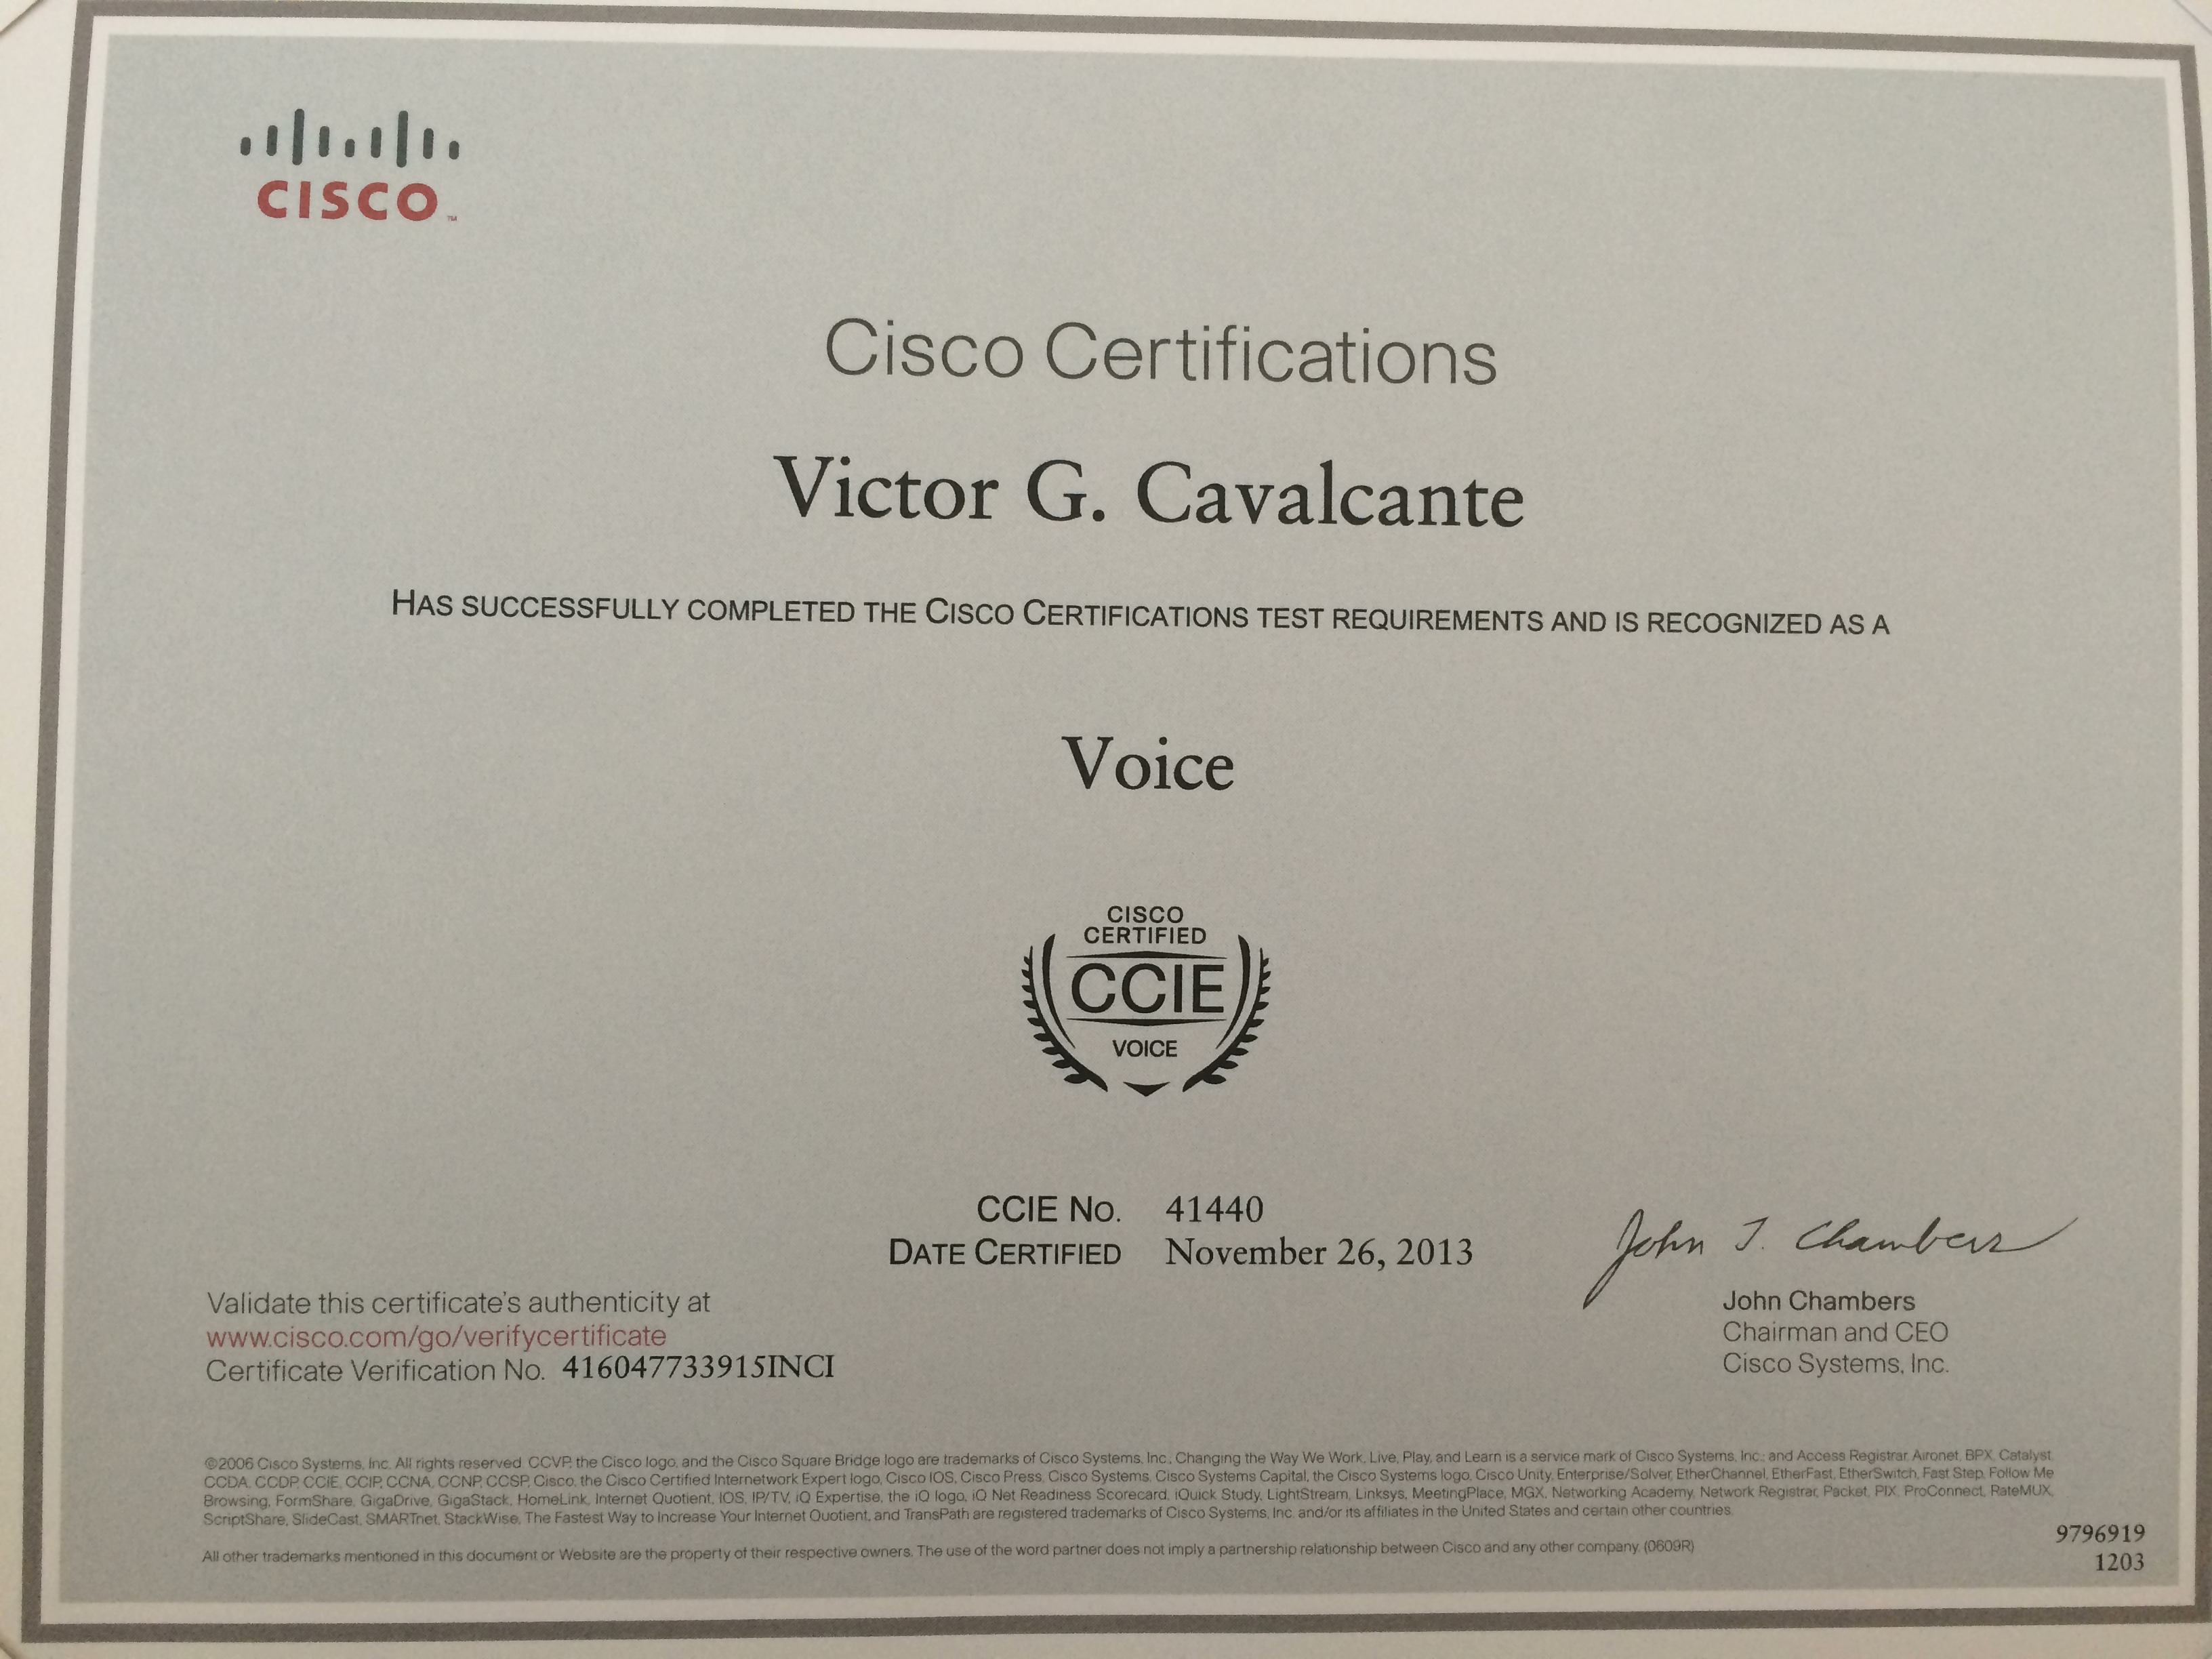 CISCO™
Cisco Certifications
Victor G. Cavalcante
HAS SUCCESSFULLY COMPLETED THE CISCO CERTIFICATIONS TEST REQUIREMENTS AND IS RECOGNIZED AS A
Voice
CISCO
CERTIFIED
CCIE
VOICE
CCIE NO. 41440
DATE CERTIFIED November 26, 2013
John T. Chambers
John Chambers
Chairman and CEO
Cisco Systems, Inc.
Validate this certificate's authenticity at
www.cisco.com/go/verifycertificate
Certificate Verification No. 416047733915INCI
©2006 Cisco Systems, Inc. All rights reserved. CCVP, the Cisco logo, and the Cisco Square Bridge logo are trademarks of Cisco Systems, Inc.; Changing the Way We Work, Live, Play, and Learn is a service mark of Cisco Systems, Inc.; and Access Registrar, Aironet, BPX, Catalyst,
CCDA, CCDP, CCIE, CCIP, CCNA, CCNP, CCSP, Cisco, the Cisco Certified Internetwork Expert logo, Cisco IOS, Cisco Press, Cisco Systems, Cisco Systems Capital, the Cisco Systems logo, Cisco Unity, Enterprise/Solver, EtherChannel, EtherFast, EtherSwitch, Fast Step, Follow Me
Browsing, FormShare, GigaDrive, GigaStack, HomeLink, Internet Quotient, IOS, IP/TV, iQ Expertise, the iQ logo, iQ Net Readiness Scorecard, iQuick Study, LightStream, Linksys, MeetingPlace, MGX, Networking Academy, Network Registrar, Packet, PIX, ProConnect, RateMUX,
ScriptShare, SlideCast, SMARTnet, StackWise, The Fastest Way to Increase Your Internet Quotient, and TransPath are registered trademarks of Cisco Systems, Inc. and/or its affiliates in the United States and certain other countries.
All other trademarks mentioned in this document or Website are the property of their respective owners. The use of the word partner does not imply a partnership relationship between Cisco and any other company. (0609R)
9796919
1203